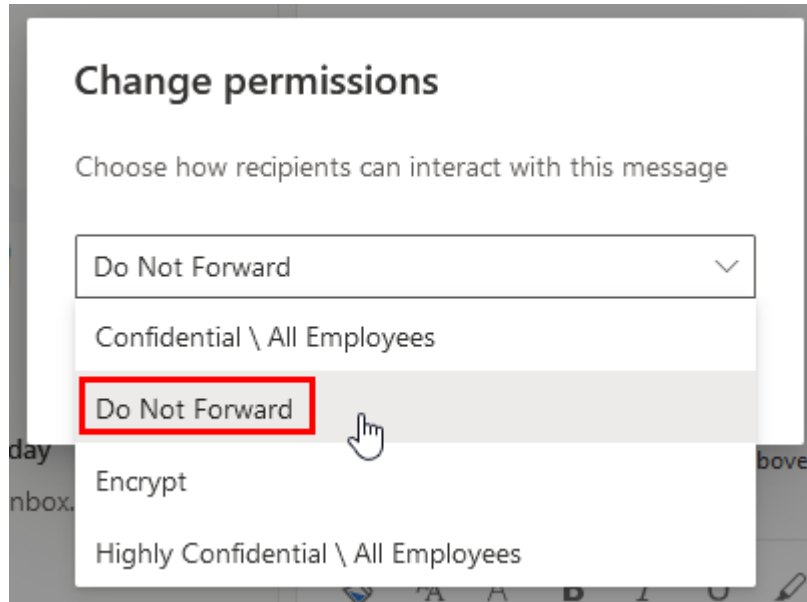 Change permissions
Choose how recipients can interact with this message
Do Not Forward
Confidential \ All Employees
Do Not Forward
day
bove
Encrypt
nbox.
Highly Confidential \ All Employees
A A B I U